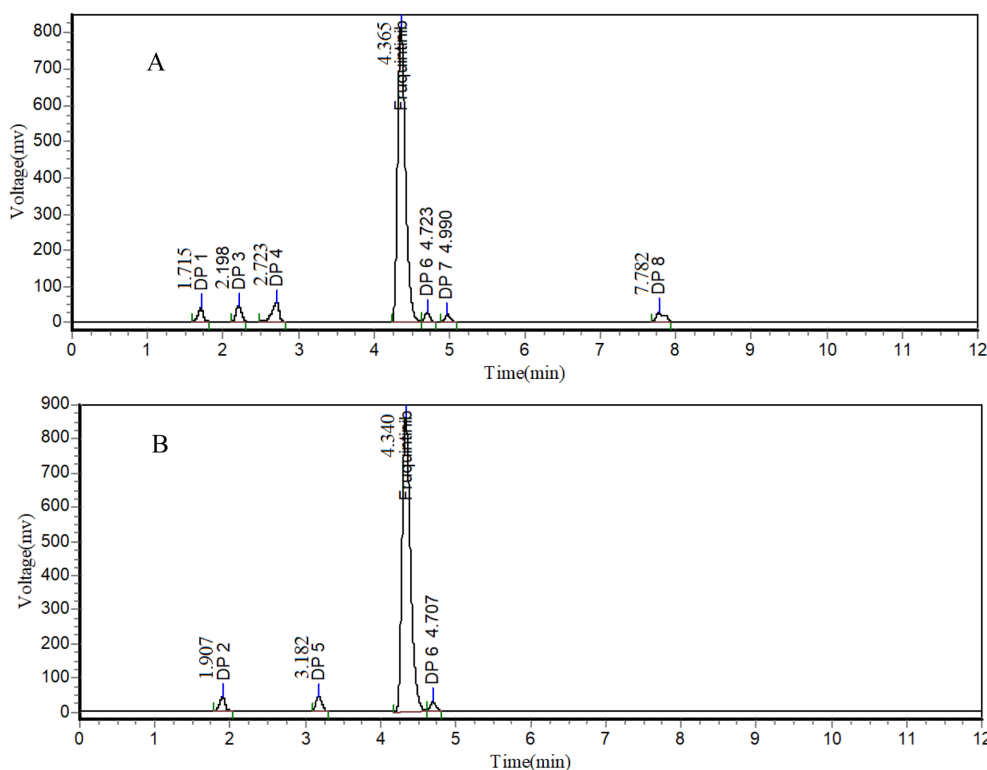 A
800
700
600
500
400
300
200
100
0
Voltage(mv)
1.715
DP 1
2.198
DP 3
2.723
DP 4
4.365
Fruquintinib
DP 6 4.723
DP 7 4.990
7.782
DP 8
0 1 2 3 4 5 6 7 8 9 10 11 12
Time(min)
B
900
800
700
600
500
400
300
200
100
0
Voltage(mv)
1.907
DP 2
3.182
DP 5
4.340
Fruquintinib
DP 6 4.707
0 1 2 3 4 5 6 7 8 9 10 11 12
Time(min)